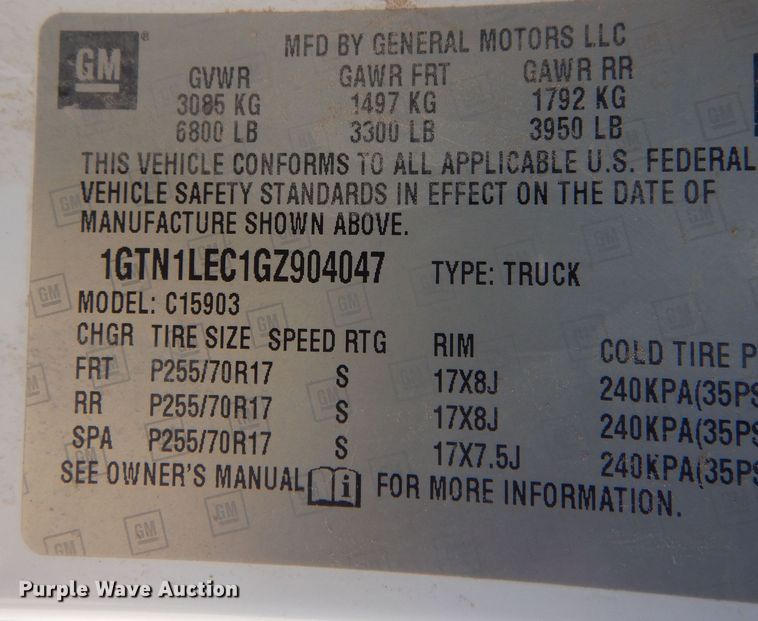 GM ®
MFD BY GENERAL MOTORS LLC
GVWR GAWR FRT GAWR RR
3085 KG 1497 KG 1792 KG
6800 LB 3300 LB 3950 LB
THIS VEHICLE CONFORMS TO ALL APPLICABLE U.S. FEDERAL
VEHICLE SAFETY STANDARDS IN EFFECT ON THE DATE OF
MANUFACTURE SHOWN ABOVE.
1GTN1LEC1GZ904047 TYPE: TRUCK
MODEL: C15903
CHGR TIRE SIZE SPEED RTG RIM COLD TIRE P
FRT P255/70R17 S 17X8J 240KPA(35PS
RR P255/70R17 S 17X8J 240KPA(35PS
SPA P255/70R17 S 17X7.5J 240KPA(35PS
SEE OWNER'S MANUAL i FOR MORE INFORMATION.
Purple Wave Auction